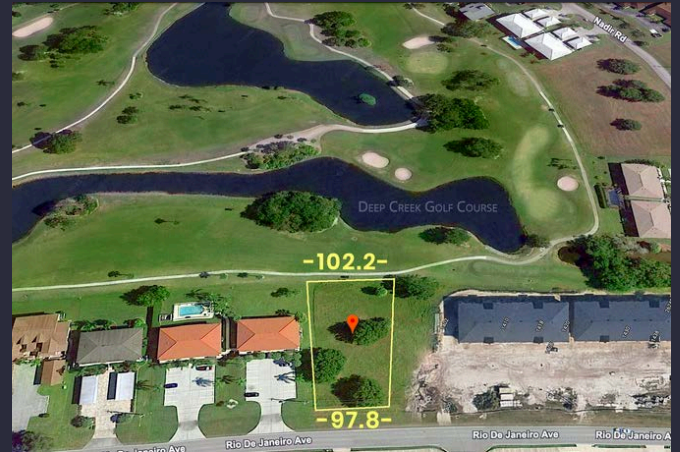 Nadir Rd
DEEP CREEK GOLF COURSE
-102.2-
-97.8-
Rio De Janeiro Ave
Rio De Janeiro Ave
Rio De Janeiro A